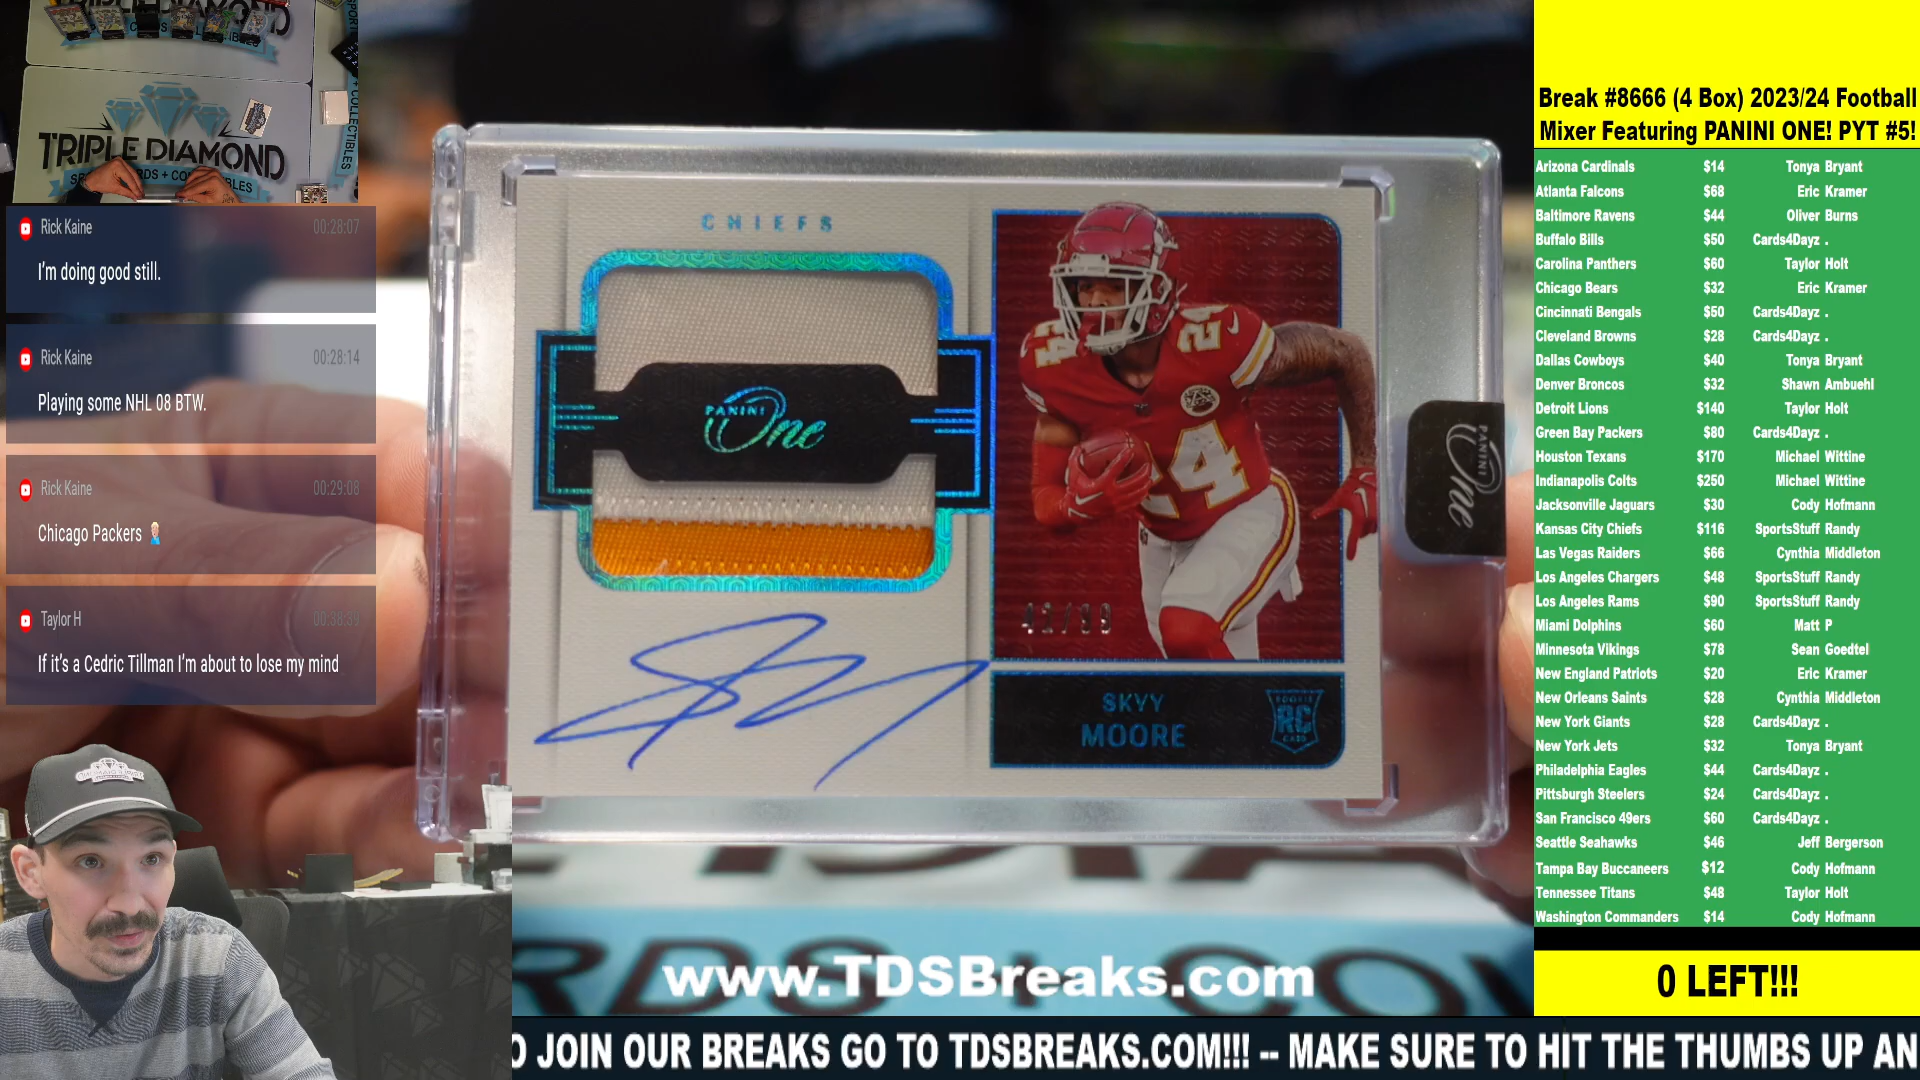 TRIPLE DIAMOND
Rick Kaine 00:28:07
I'm doing good still.
Rick Kaine 00:28:14
Playing some NHL 08 BTW.
Rick Kaine 00:29:08
Chicago Packers
Taylor H 00:38:39
If it's a Cedric Tillman I'm about to lose my mind
CHIEFS
PANINI
One
24
24
SKYY
MOORE
ROOKIE
RC
CARD
PANINI
One
www.TDSBreaks.com
O JOIN OUR BREAKS GO TO TDSBREAKS.COM!!! -- MAKE SURE TO HIT THE THUMBS UP AN
Break #8666 (4 Box) 2023/24 Football
Mixer Featuring PANINI ONE! PYT #5!
Arizona Cardinals $14 Tonya Bryant
Atlanta Falcons $68 Eric Kramer
Baltimore Ravens $44 Oliver Burns
Buffalo Bills $50 Cards4Dayz .
Carolina Panthers $60 Taylor Holt
Chicago Bears $32 Eric Kramer
Cincinnati Bengals $50 Cards4Dayz .
Cleveland Browns $28 Cards4Dayz .
Dallas Cowboys $40 Tonya Bryant
Denver Broncos $32 Shawn Ambuehl
Detroit Lions $140 Taylor Holt
Green Bay Packers $80 Cards4Dayz .
Houston Texans $170 Michael Wittine
Indianapolis Colts $250 Michael Wittine
Jacksonville Jaguars $30 Cody Hofmann
Kansas City Chiefs $116 SportsStuff Randy
Las Vegas Raiders $66 Cynthia Middleton
Los Angeles Chargers $48 SportsStuff Randy
Los Angeles Rams $90 SportsStuff Randy
Miami Dolphins $60 Matt P
Minnesota Vikings $78 Sean Goedtel
New England Patriots $20 Eric Kramer
New Orleans Saints $28 Cynthia Middleton
New York Giants $28 Cards4Dayz .
New York Jets $32 Tonya Bryant
Philadelphia Eagles $44 Cards4Dayz .
Pittsburgh Steelers $24 Cards4Dayz .
San Francisco 49ers $60 Cards4Dayz .
Seattle Seahawks $46 Jeff Bergerson
Tampa Bay Buccaneers $12 Cody Hofmann
Tennessee Titans $48 Taylor Holt
Washington Commanders $14 Cody Hofmann
0 LEFT!!!